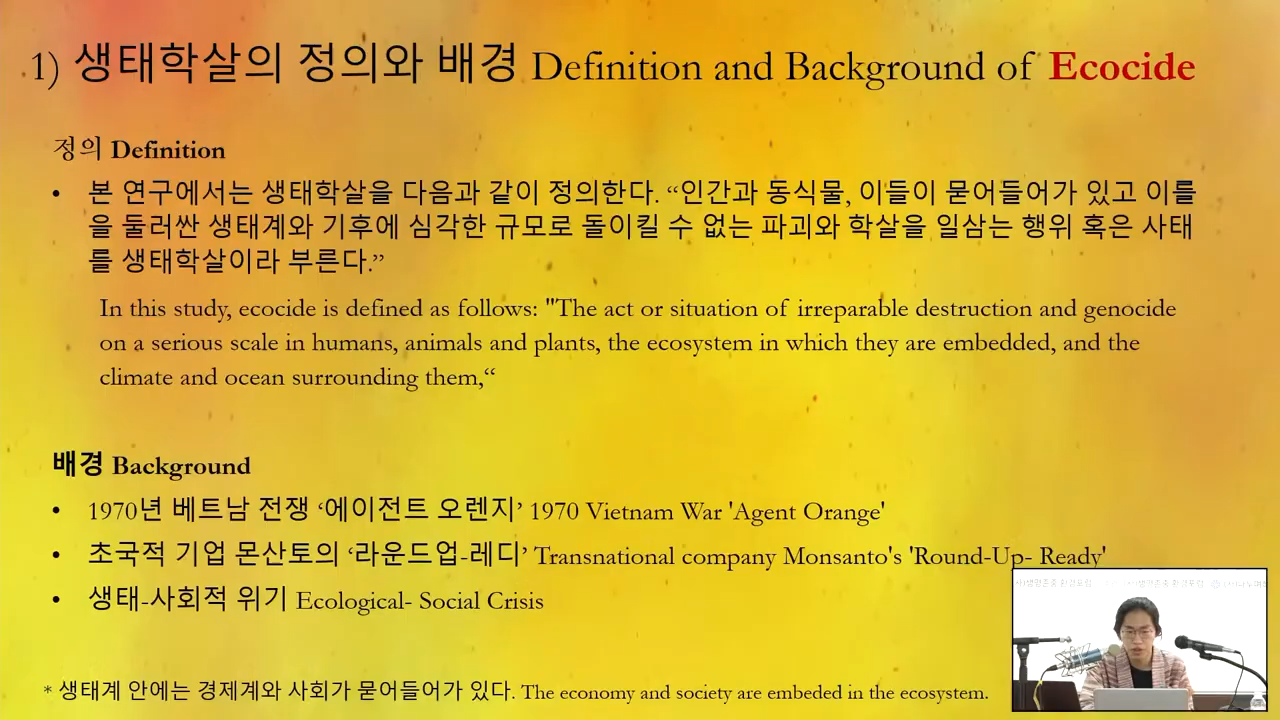 1) 생태학살의 정의와 배경 Definition and Background of Ecocide
정의 Definition
• 본 연구에서는 생태학살을 다음과 같이 정의한다. “인간과 동식물, 이들이 묻어들어가 있고 이를
을 둘러싼 생태계와 기후에 심각한 규모로 돌이킬 수 없는 파괴와 학살을 일삼는 행위 혹은 사태
를 생태학살이라 부른다.”
In this study, ecocide is defined as follows: "The act or situation of irreparable destruction and genocide
on a serious scale in humans, animals and plants, the ecosystem in which they are embedded, and the
climate and ocean surrounding them,“
배경 Background
• 1970년 베트남 전쟁 ‘에이전트 오렌지’ 1970 Vietnam War 'Agent Orange'
• 초국적 기업 몬산토의 ‘라운드업-레디’ Transnational company Monsanto's 'Round-Up- Ready'
• 생태-사회적 위기 Ecological- Social Crisis
* 생태계 안에는 경제계와 사회가 묻어들어가 있다. The economy and society are embeded in the ecosystem.